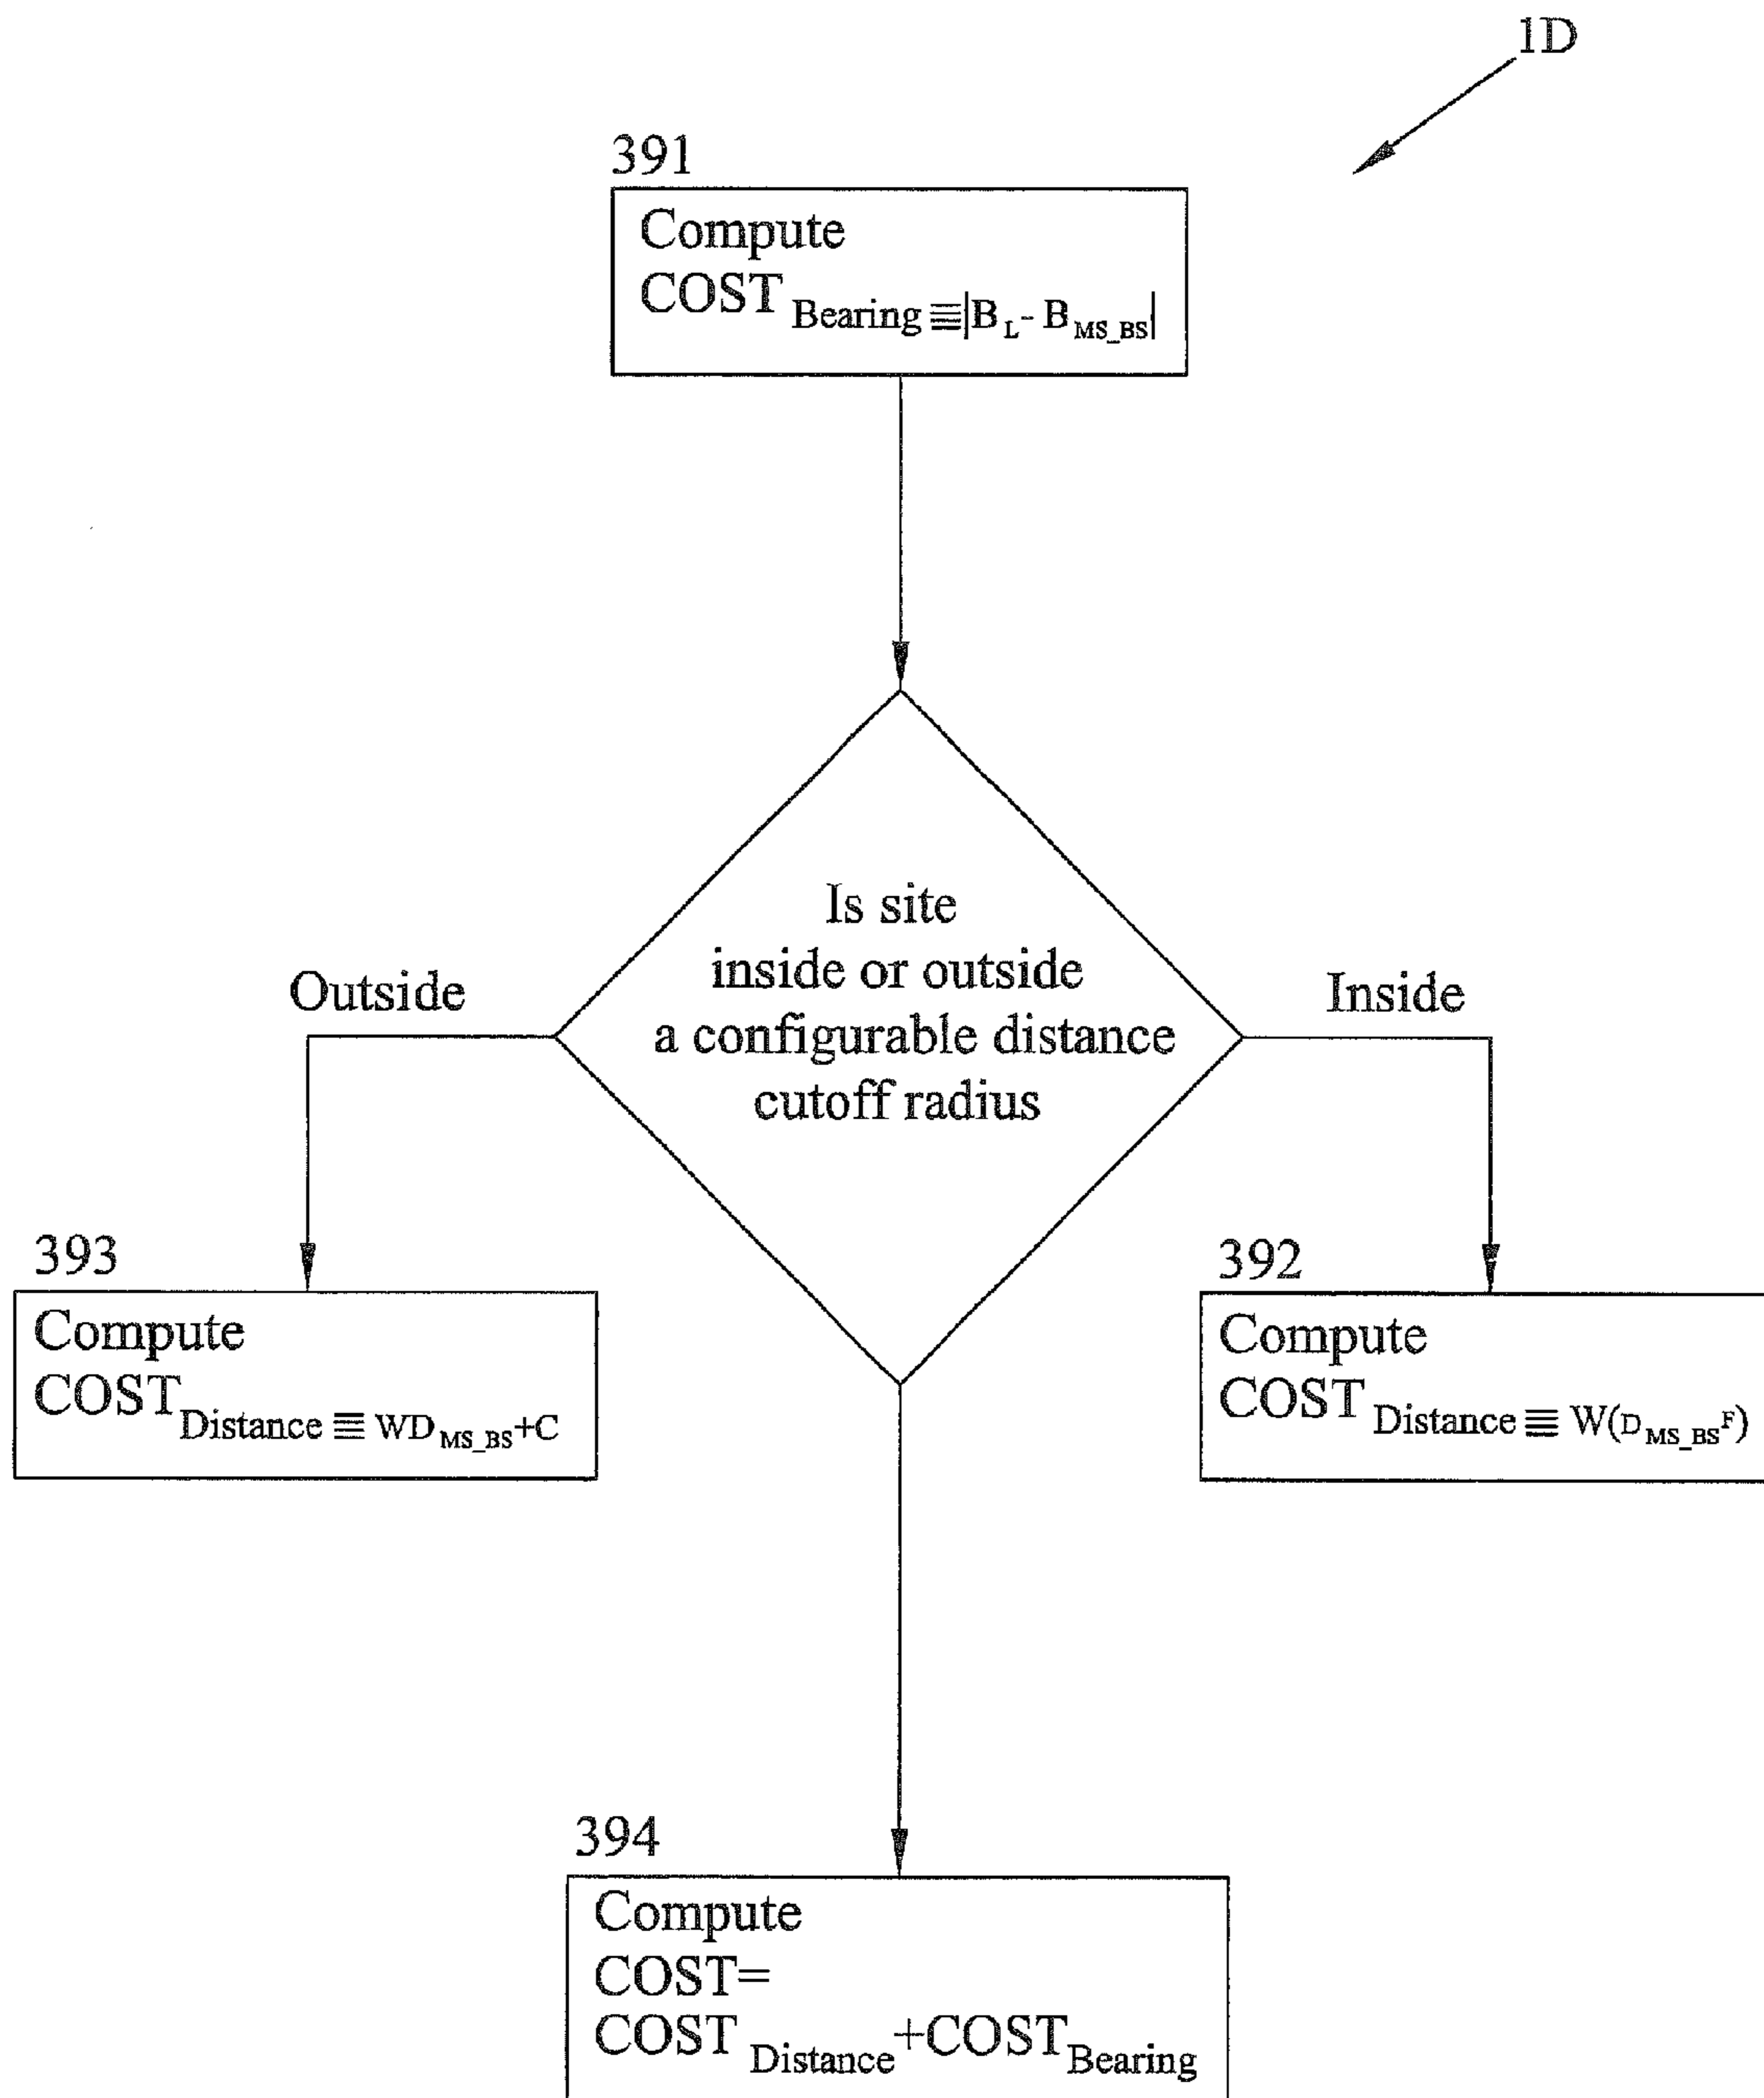 1D
391
Compute
COST Bearing ≡|B L - B MS_BS|
Is site
inside or outside
a configurable distance
cutoff radius
Outside
Inside
393
Compute
COST Distance ≡ WD MS_BS+C
392
Compute
COST Distance ≡ W(D MS_BS F)
394
Compute
COST=
COST Distance+COST Bearing